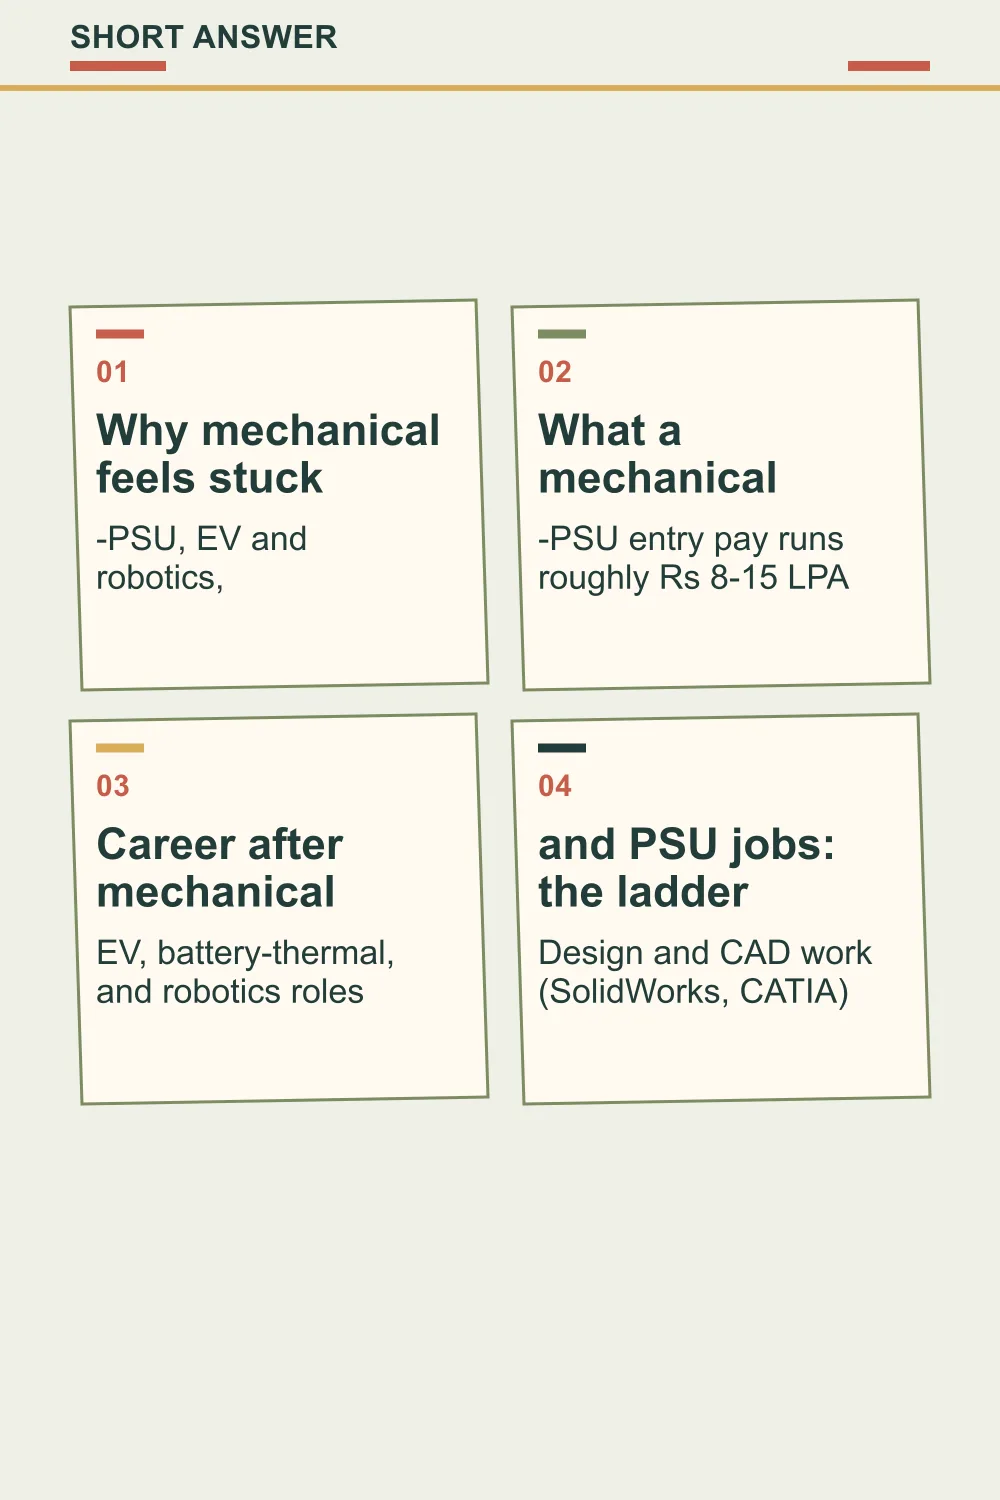 SHORT ANSWER
01
Why mechanical
feels stuck
-PSU, EV and
robotics,
02
What a
mechanical
-PSU entry pay runs
roughly Rs 8-15 LPA
03
Career after
mechanical
EV, battery-thermal,
and robotics roles
04
and PSU jobs:
the ladder
Design and CAD work
(SolidWorks, CATIA)